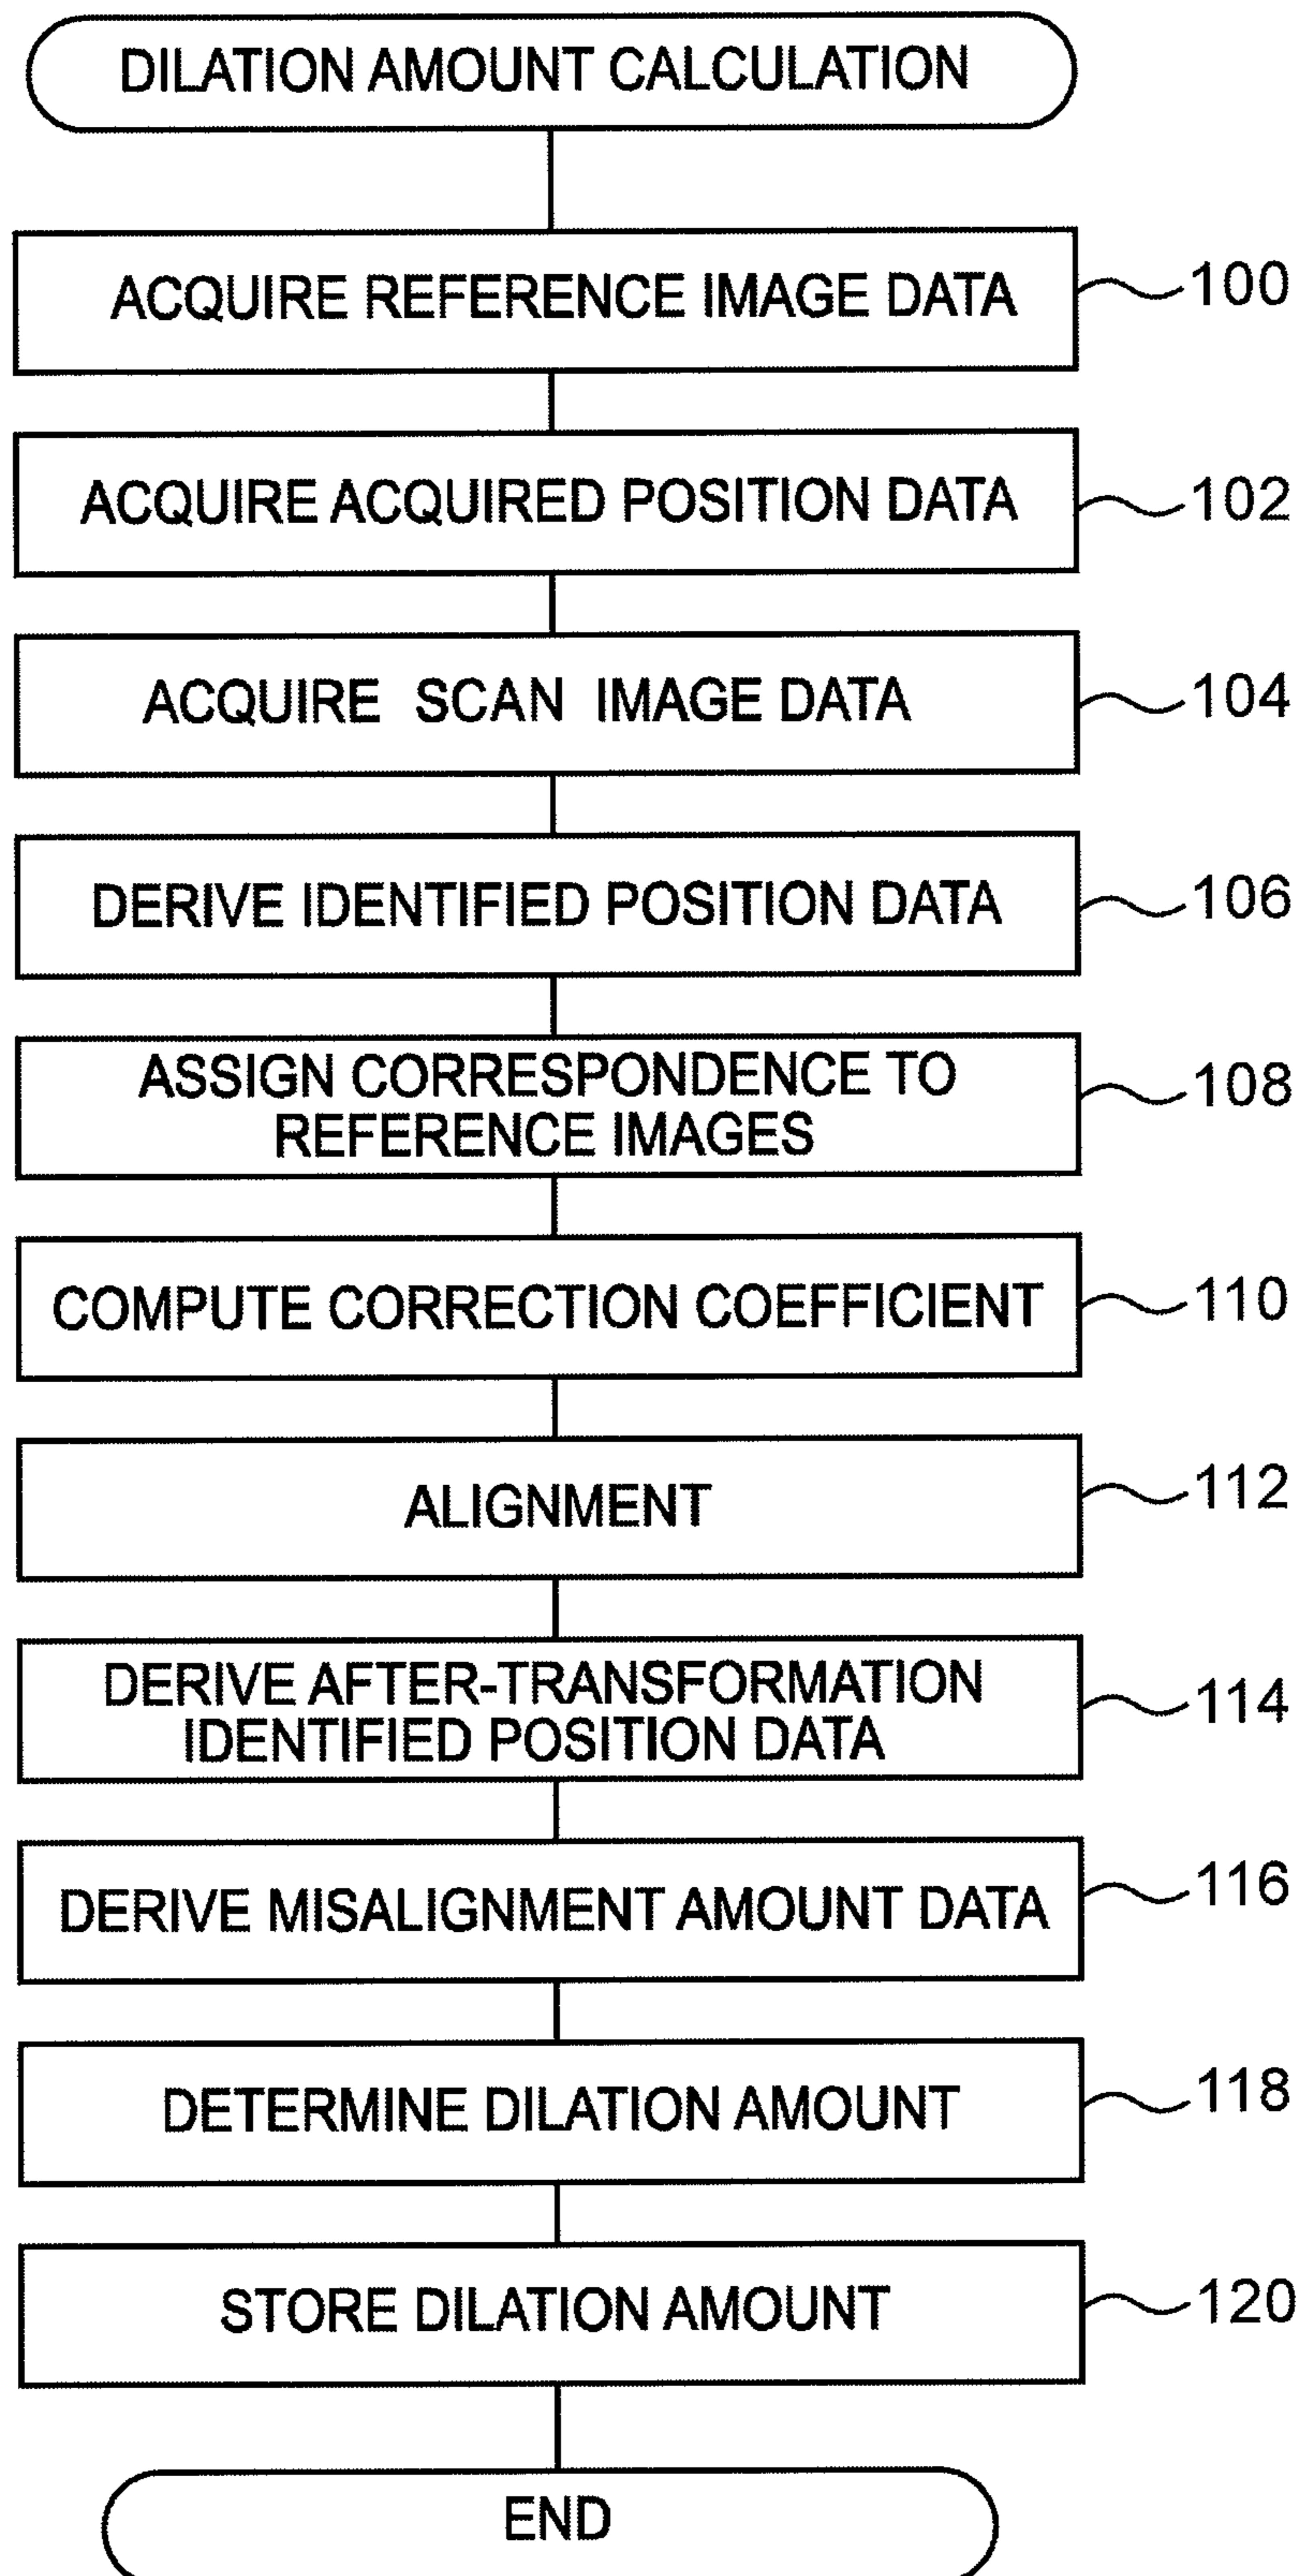 DILATION AMOUNT CALCULATION
ACQUIRE REFERENCE IMAGE DATA
100
ACQUIRE ACQUIRED POSITION DATA
102
ACQUIRE SCAN IMAGE DATA
104
DERIVE IDENTIFIED POSITION DATA
106
ASSIGN CORRESPONDENCE TO
REFERENCE IMAGES
108
COMPUTE CORRECTION COEFFICIENT
110
ALIGNMENT
112
DERIVE AFTER-TRANSFORMATION
IDENTIFIED POSITION DATA
114
DERIVE MISALIGNMENT AMOUNT DATA
116
DETERMINE DILATION AMOUNT
118
STORE DILATION AMOUNT
120
END